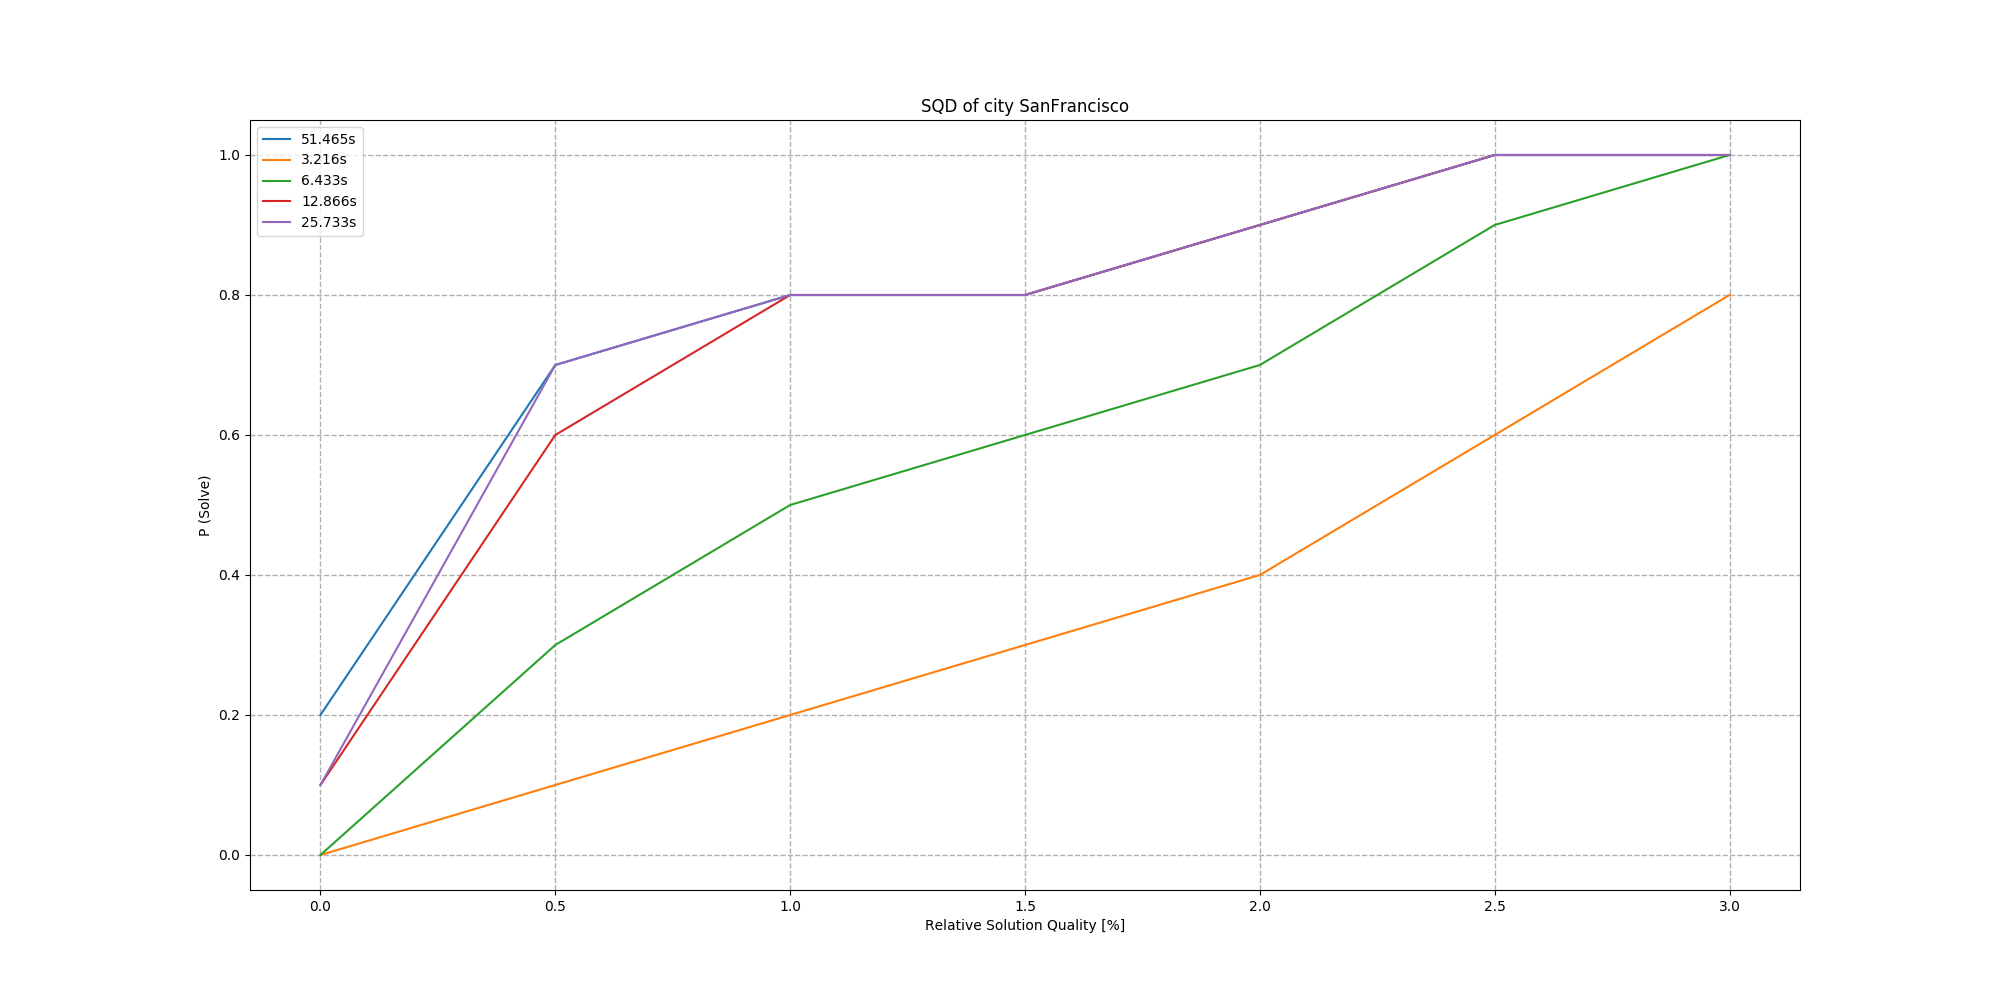 SQD of city SanFrancisco
51.465s
3.216s
6.433s
12.866s
25.733s
1.0
0.8
0.6
0.4
0.2
0.0
P (Solve)
0.0 0.5 1.0 1.5 2.0 2.5 3.0
Relative Solution Quality [%]